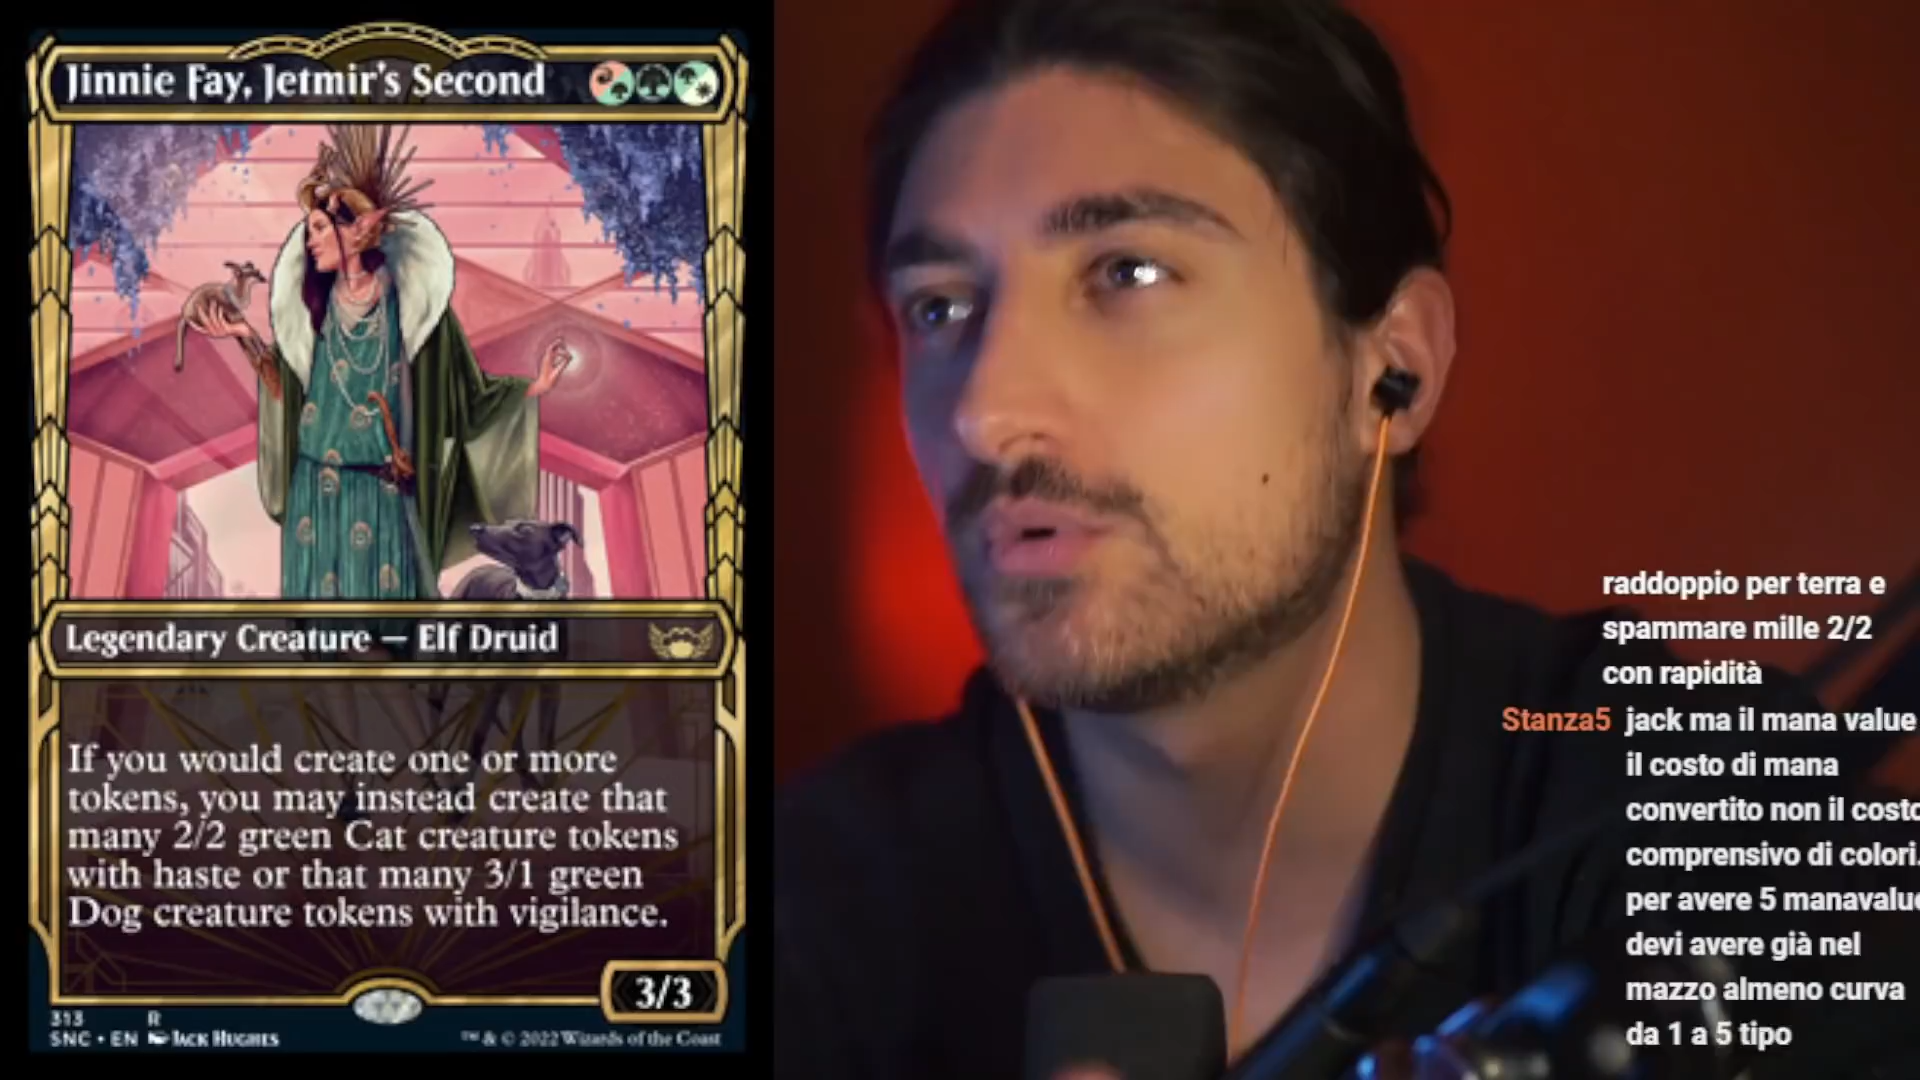 Jinnie Fay, Jetmir's Second
Legendary Creature — Elf Druid
If you would create one or more
tokens, you may instead create that
many 2/2 green Cat creature tokens
with haste or that many 3/1 green
Dog creature tokens with vigilance.
3/3
313 R
SNC • EN JACK HUGHES
™ & © 2022 Wizards of the Coast
raddoppio per terra e
spammare mille 2/2
con rapidità
Stanza5 jack ma il mana value
il costo di mana
convertito non il costo
comprensivo di colori.
per avere 5 manavalue
devi avere già nel
mazzo almeno curva
da 1 a 5 tipo